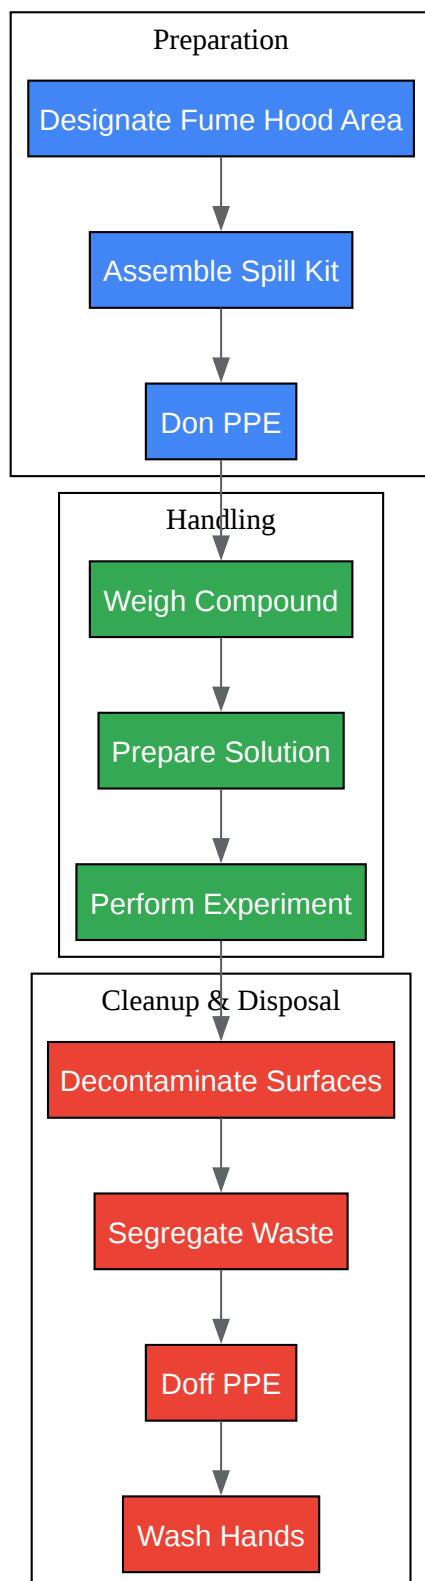 Preparation
Designate Fume Hood Area
Assemble Spill Kit
Don PPE
Handling
Weigh Compound
Prepare Solution
Perform Experiment
Cleanup & Disposal
Decontaminate Surfaces
Segregate Waste
Doff PPE
Wash Hands